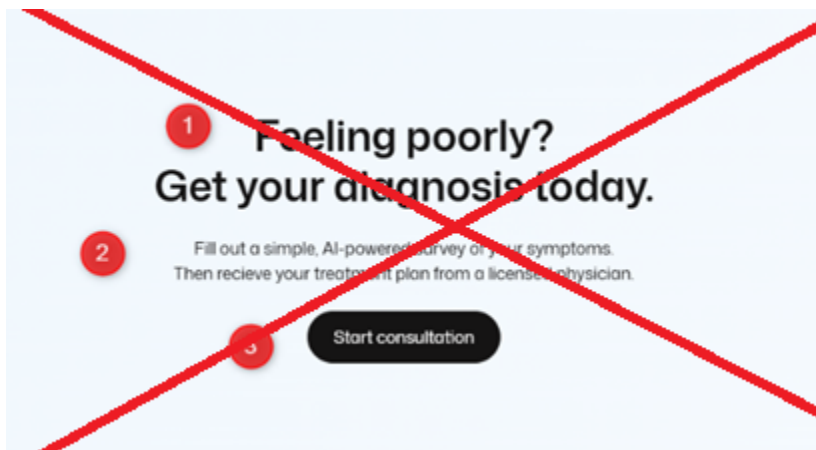 1
Feeling poorly?
Get your diagnosis today.
2
Fill out a simple, AI-powered survey of your symptoms.
Then recieve your treatment plan from a licensed physician.
3
Start consultation